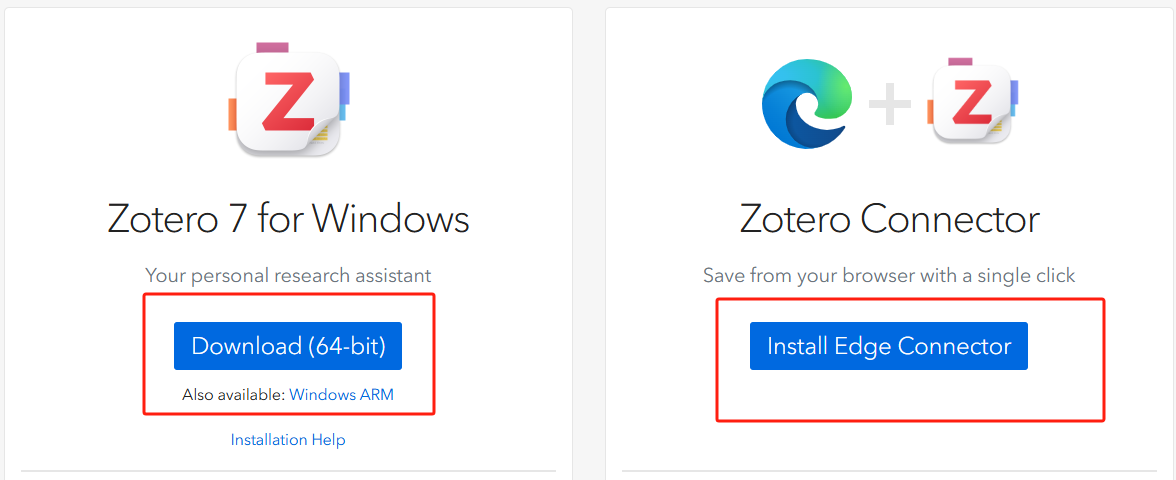 Zotero 7 for Windows
Your personal research assistant
Download (64-bit)
Also available: Windows ARM
Installation Help
Zotero Connector
Save from your browser with a single click
Install Edge Connector